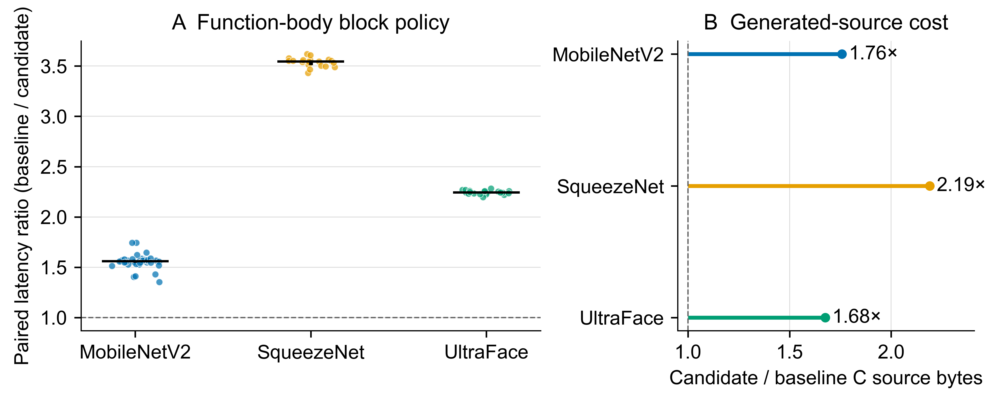 A Function-body block policy
Paired latency ratio (baseline / candidate)
3.5
3.0
2.5
2.0
1.5
1.0
MobileNetV2
SqueezeNet
UltraFace
B Generated-source cost
MobileNetV2
1.76×
SqueezeNet
2.19×
UltraFace
1.68×
1.0
1.5
2.0
Candidate / baseline C source bytes